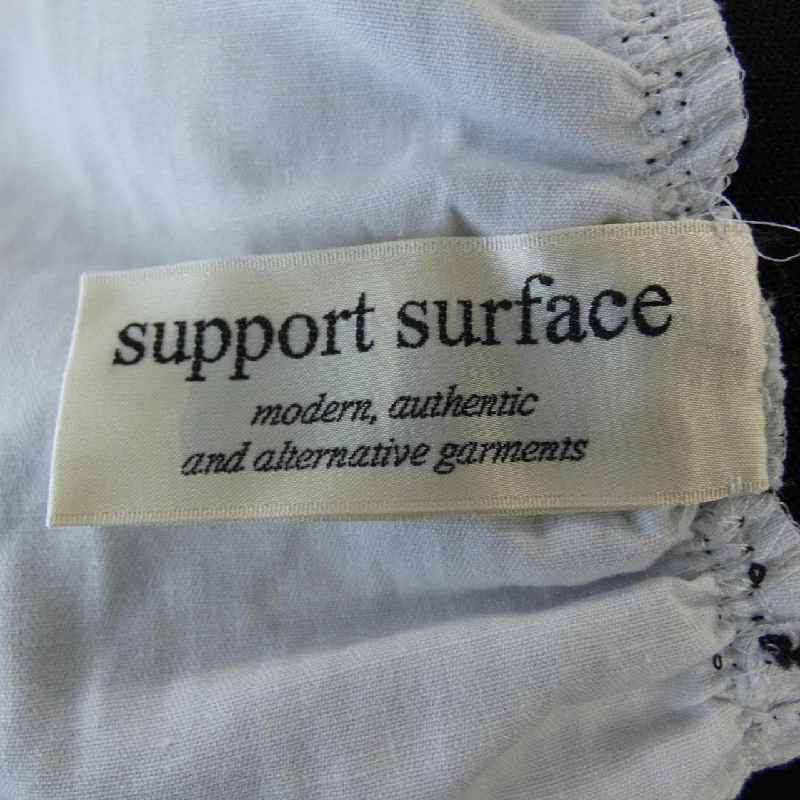 support surface
modern, authentic
and alternative garments